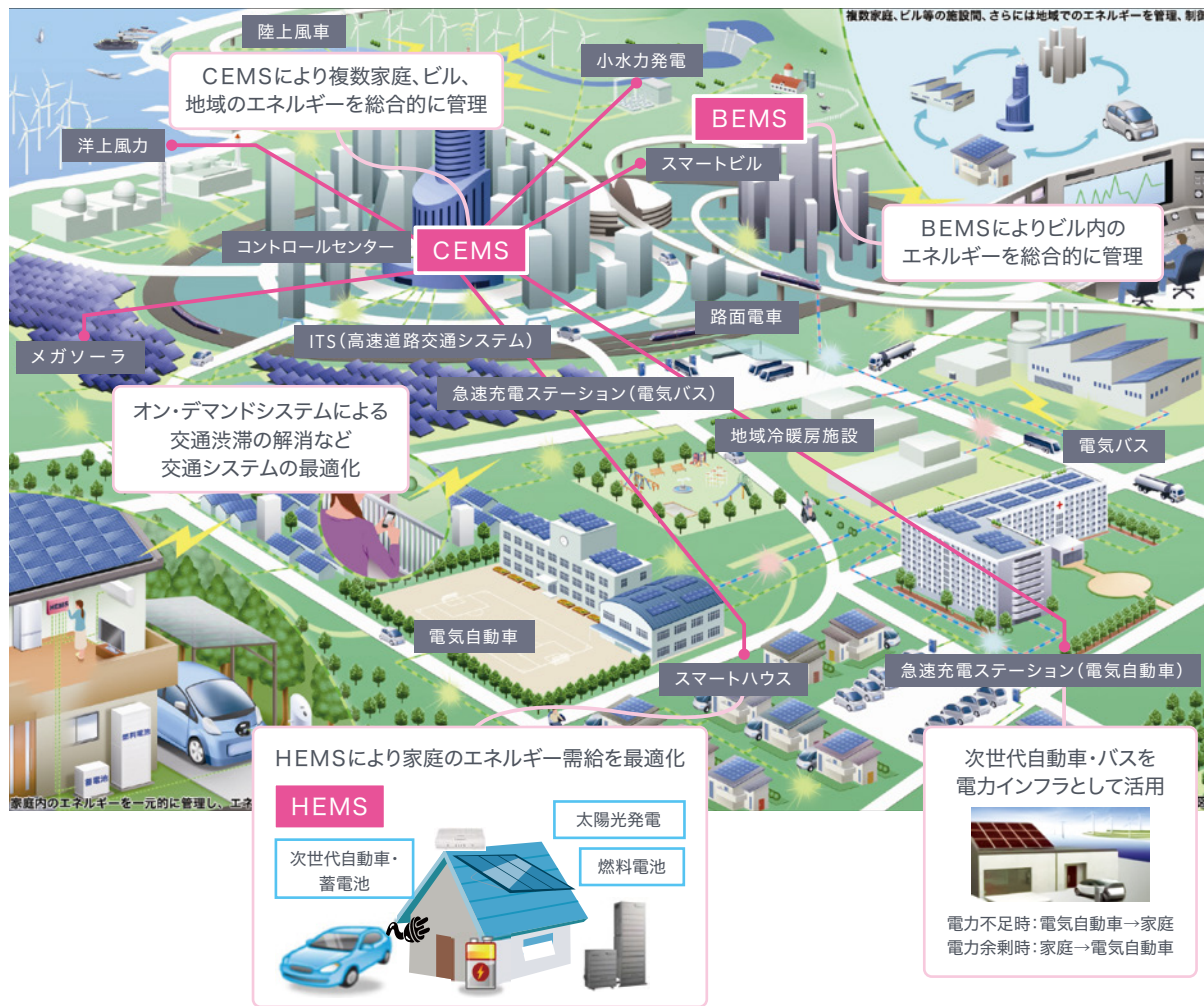 陸上風車
複数家庭、ビル等の施設間、さらには地域でのエネルギーを管理、制御
CEMSにより複数家庭、ビル、
地域のエネルギーを総合的に管理
小水力発電
BEMS
洋上風力
スマートビル
BEMSによりビル内の
エネルギーを総合的に管理
コントロールセンター
CEMS
路面電車
ITS(高速道路交通システム)
メガソーラ
急速充電ステーション(電気バス)
オン・デマンドシステムによる
交通渋滞の解消など
交通システムの最適化
地域冷暖房施設
電気バス
HEMS
電気自動車
スマートハウス
急速充電ステーション(電気自動車)
燃料電池
蓄電池
家庭内のエネルギーを一元的に管理し、エネ
HEMSにより家庭のエネルギー需給を最適化
HEMS
太陽光発電
次世代自動車・
蓄電池
燃料電池
次世代自動車・バスを
電力インフラとして活用
電力不足時:電気自動車→家庭
電力余剰時:家庭→電気自動車